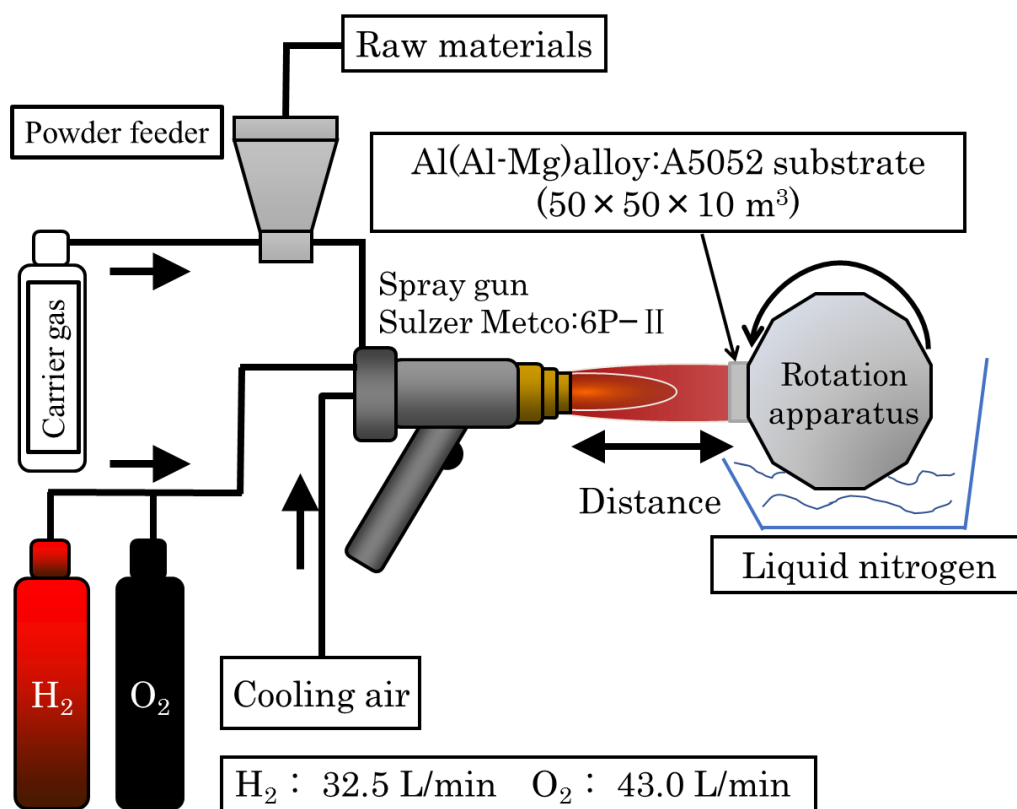 Raw materials
Powder feeder
Al(Al-Mg)alloy:A5052 substrate
(50×50×10 m³)
Carrier gas
Spray gun
Sulzer Metco:6P-Ⅱ
Rotation
apparatus
Distance
Liquid nitrogen
H₂
O₂
Cooling air
H₂： 32.5 L/min O₂： 43.0 L/min